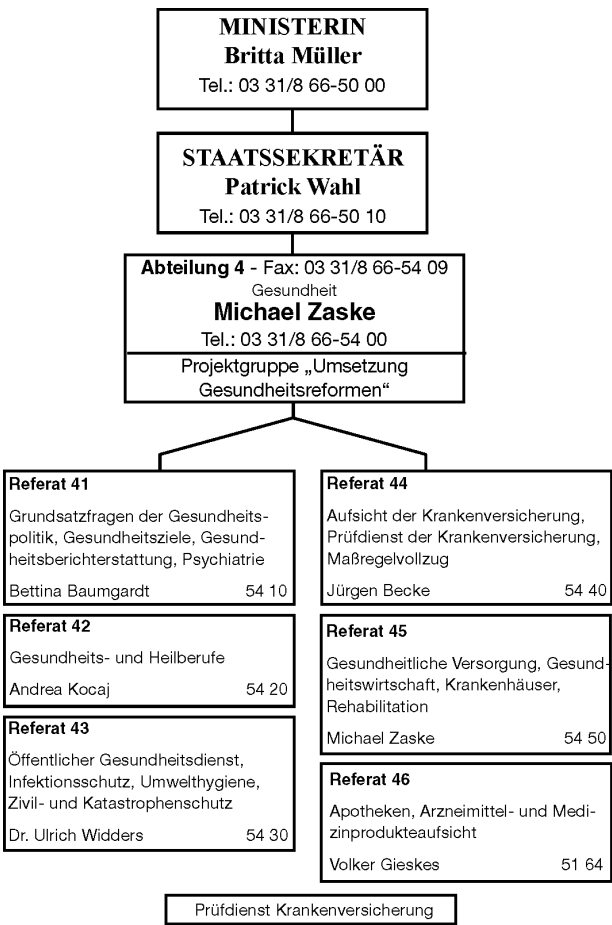 MINISTERIN
Britta Müller
Tel.: 03 31/8 66-50 00
STAATSSEKRETÄR
Patrick Wahl
Tel.: 03 31/8 66-50 10
Abteilung 4 - Fax: 03 31/8 66-54 09
Gesundheit
Michael Zaske
Tel.: 03 31/8 66-54 00
Projektgruppe „Umsetzung
Gesundheitsreformen“
Referat 41
Grundsatzfragen der Gesundheits-
politik, Gesundheitsziele, Gesund-
heitsberichterstattung, Psychiatrie
Bettina Baumgardt 54 10
Referat 42
Gesundheits- und Heilberufe
Andrea Kocaj 54 20
Referat 43
Öffentlicher Gesundheitsdienst,
Infektionsschutz, Umwelthygiene,
Zivil- und Katastrophenschutz
Dr. Ulrich Widders 54 30
Referat 44
Aufsicht der Krankenversicherung,
Prüfdienst der Krankenversicherung,
Maßregelvollzug
Jürgen Becke 54 40
Referat 45
Gesundheitliche Versorgung, Gesund-
heitswirtschaft, Krankenhäuser,
Rehabilitation
Michael Zaske 54 50
Referat 46
Apotheken, Arzneimittel- und Medi-
zinprodukteaufsicht
Volker Gieskes 51 64
Prüfdienst Krankenversicherung